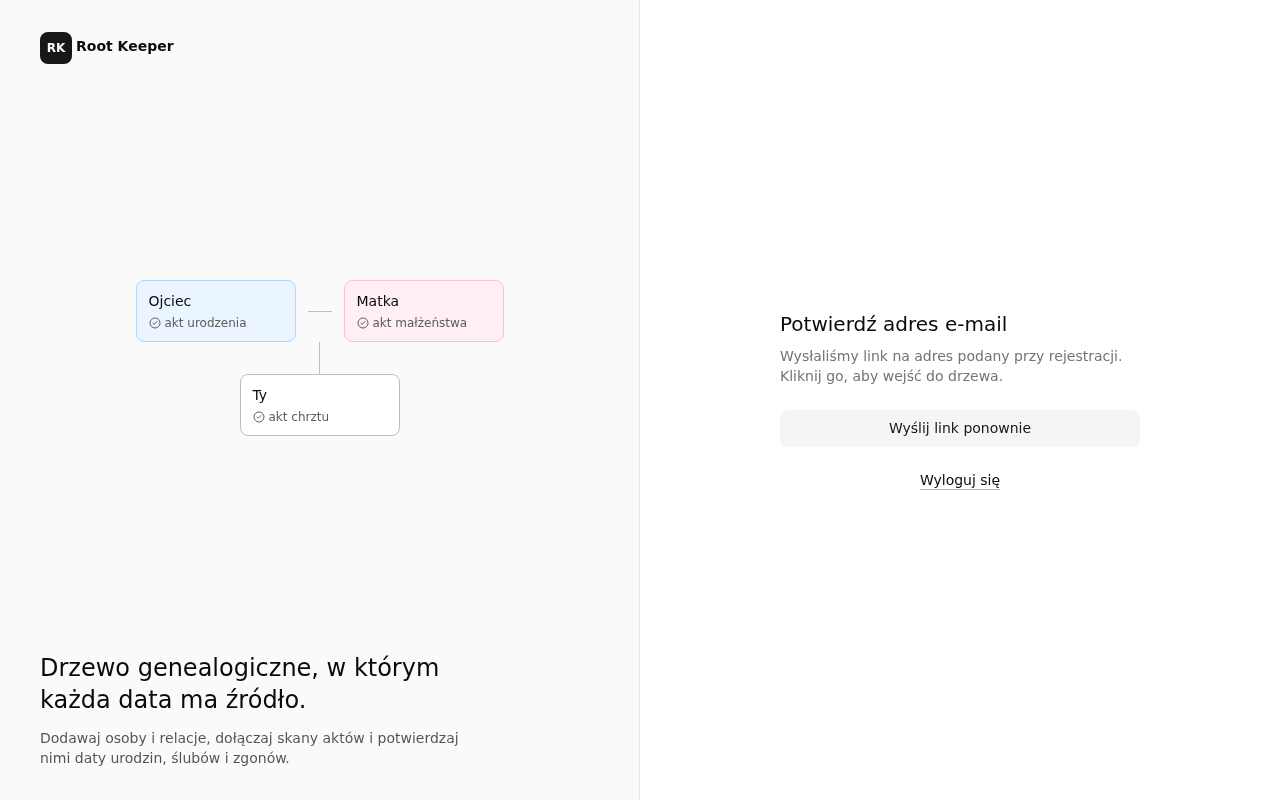 RK Root Keeper
Ojciec
akt urodzenia
Matka
akt małżeństwa
Ty
akt chrztu
Drzewo genealogiczne, w którym
każda data ma źródło.
Dodawaj osoby i relacje, dołączaj skany aktów i potwierdzaj
nimi daty urodzin, ślubów i zgonów.
Potwierdź adres e-mail
Wysłaliśmy link na adres podany przy rejestracji.
Kliknij go, aby wejść do drzewa.
Wyślij link ponownie
Wyloguj się